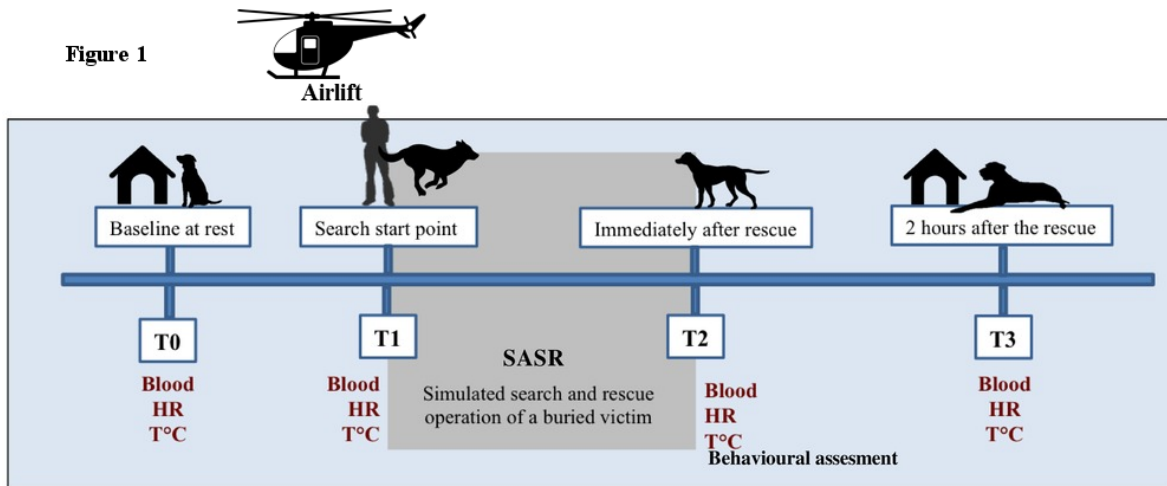 Figure 1
Airlift
Baseline at rest
Search start point
Immediately after rescue
2 hours after the rescue
T0
T1
T2
T3
SASR
Simulated search and rescue
operation of a buried victim
Blood
HR
T°C
Blood
HR
T°C
Blood
HR
T°C
Behavioural assesment
Blood
HR
T°C